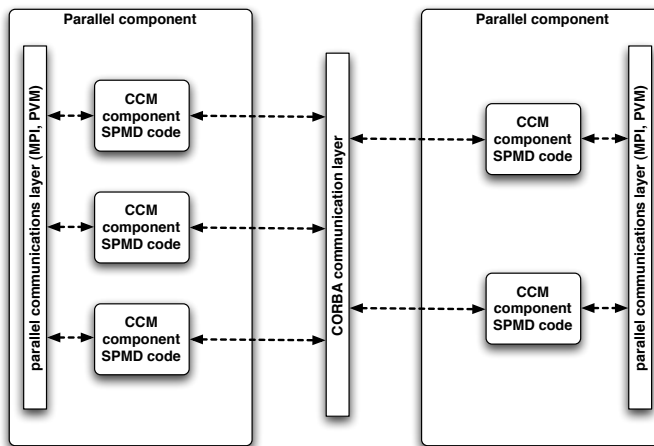 Parallel component
parallel communications layer (MPI, PVM)
CCM
component
SPMD code
CCM
component
SPMD code
CCM
component
SPMD code
CORBA communication layer
Parallel component
CCM
component
SPMD code
CCM
component
SPMD code
parallel communications layer (MPI, PVM)